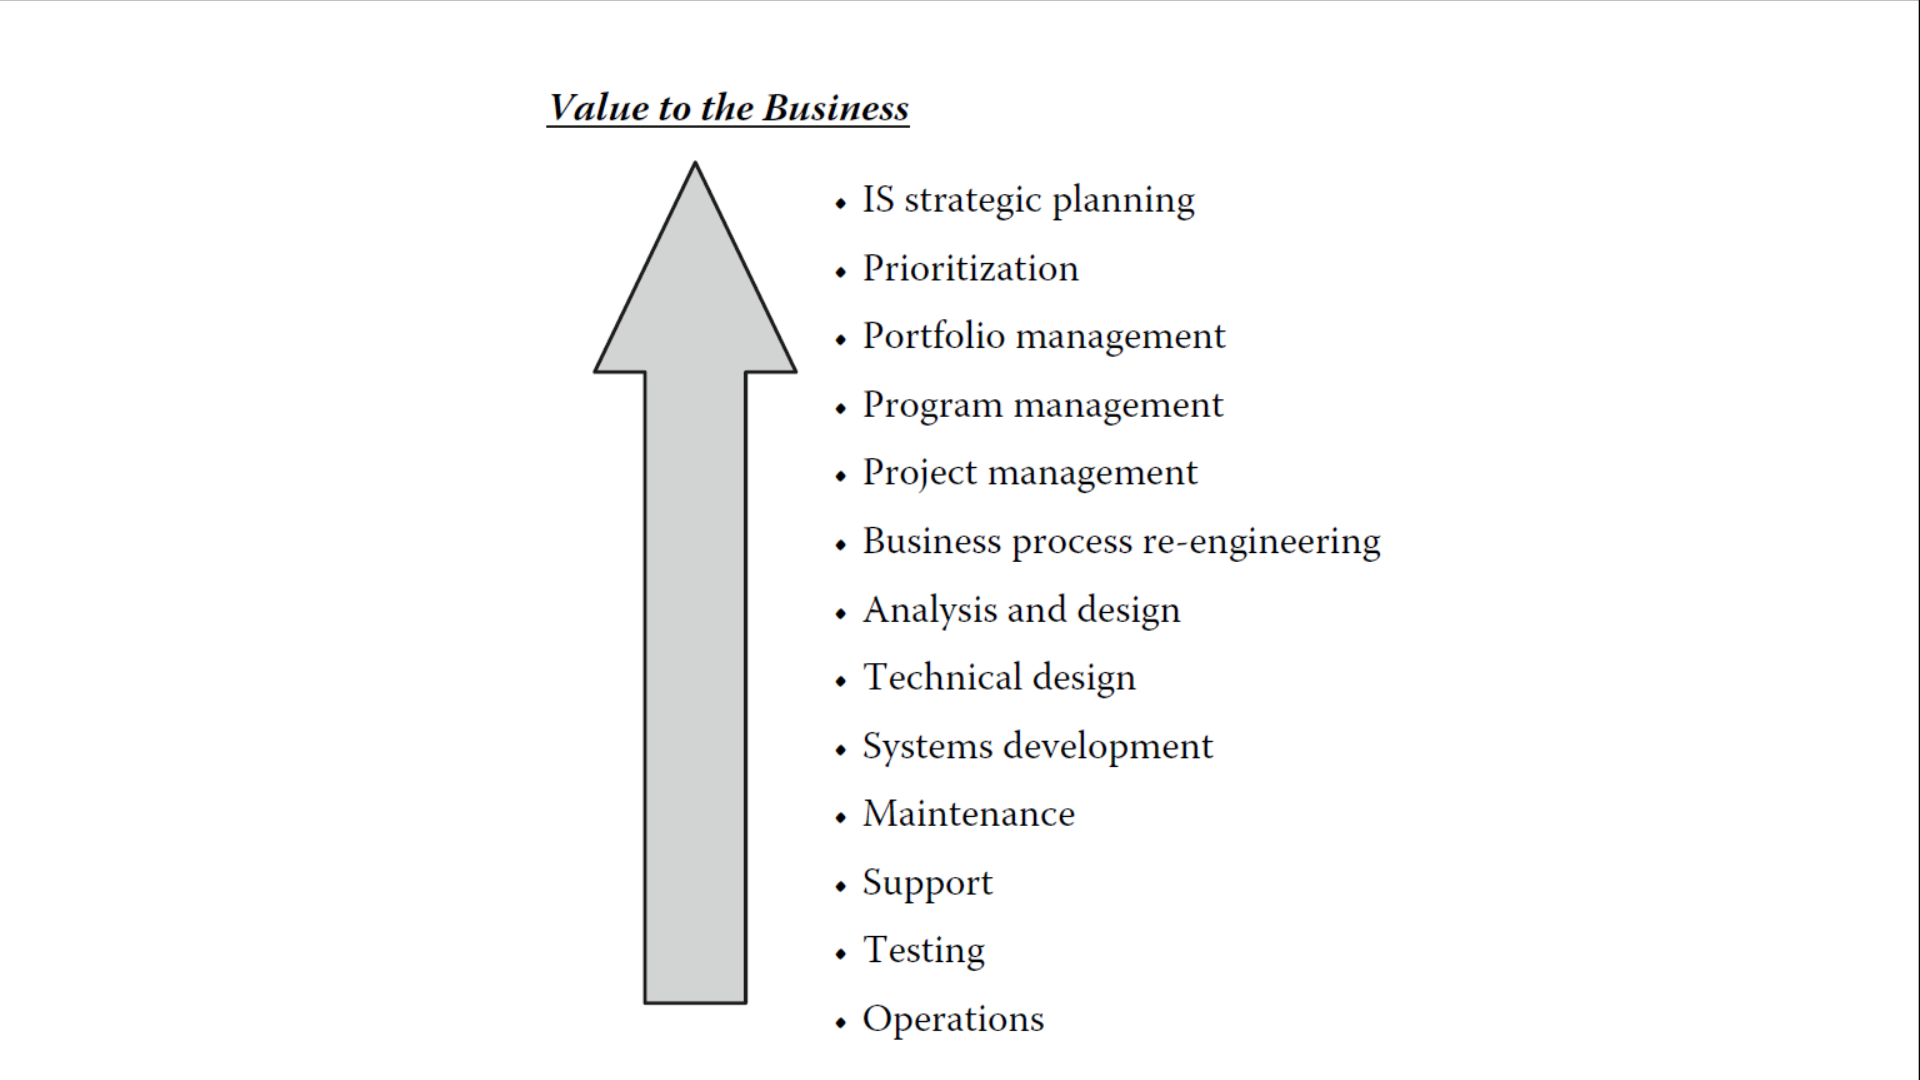 Value to the Business
• IS strategic planning
• Prioritization
• Portfolio management
• Program management
• Project management
• Business process re-engineering
• Analysis and design
• Technical design
• Systems development
• Maintenance
• Support
• Testing
• Operations